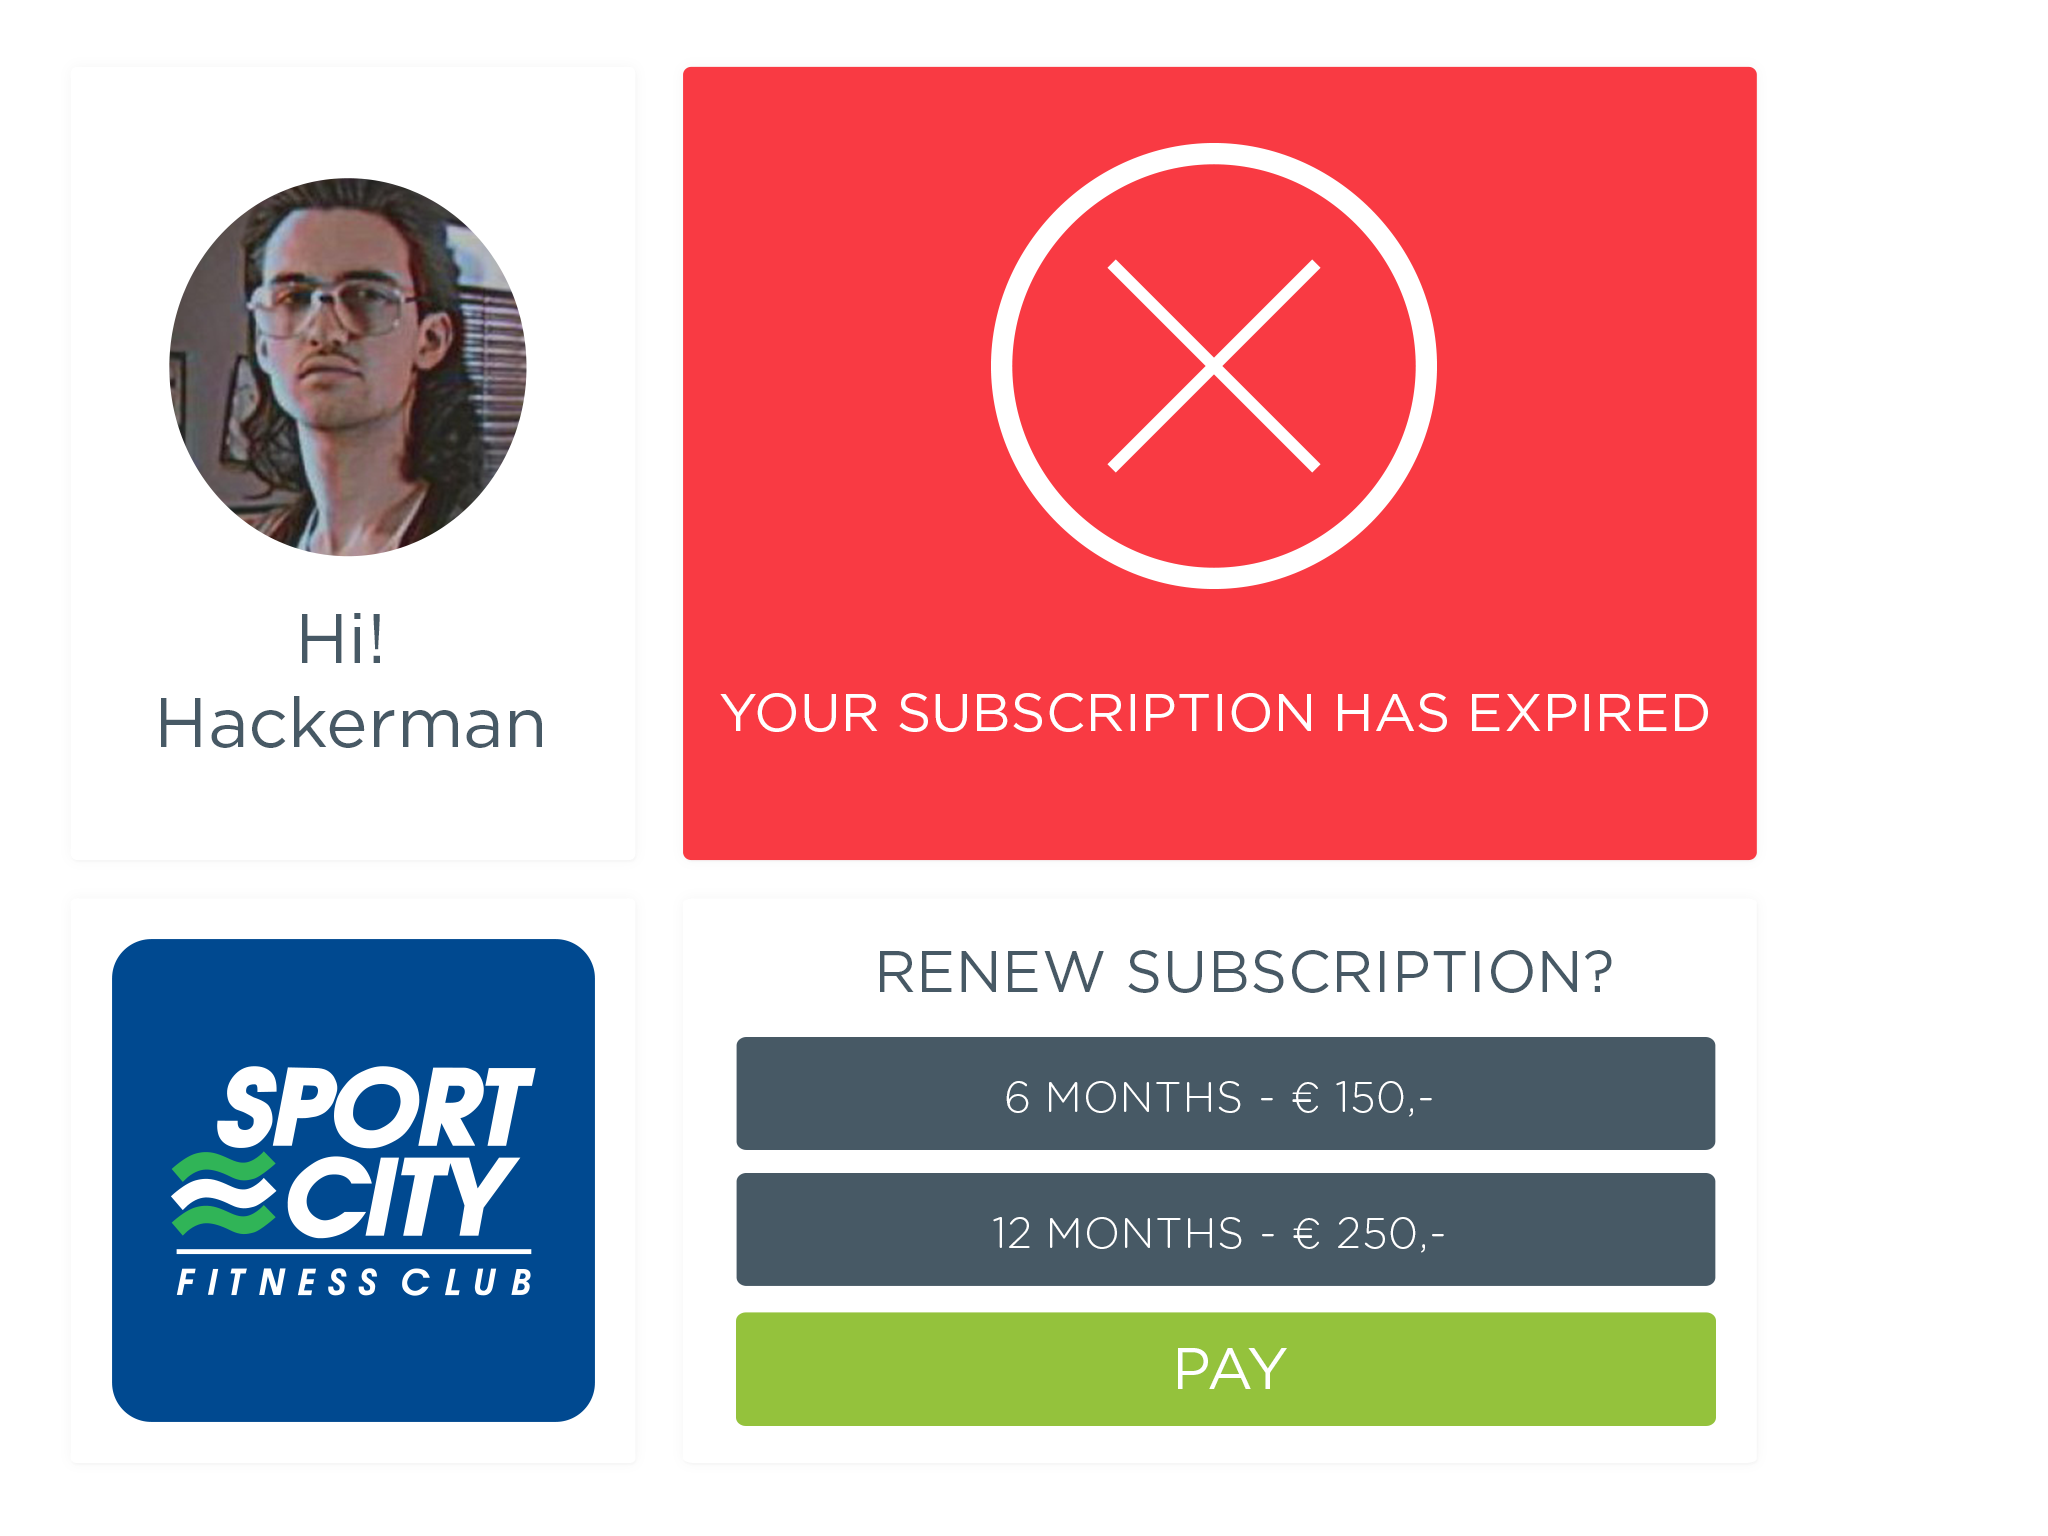 Hi!
Hackerman
YOUR SUBSCRIPTION HAS EXPIRED
SPORT
CITY
FITNESS CLUB
RENEW SUBSCRIPTION?
6 MONTHS - € 150,-
12 MONTHS - € 250,-
PAY